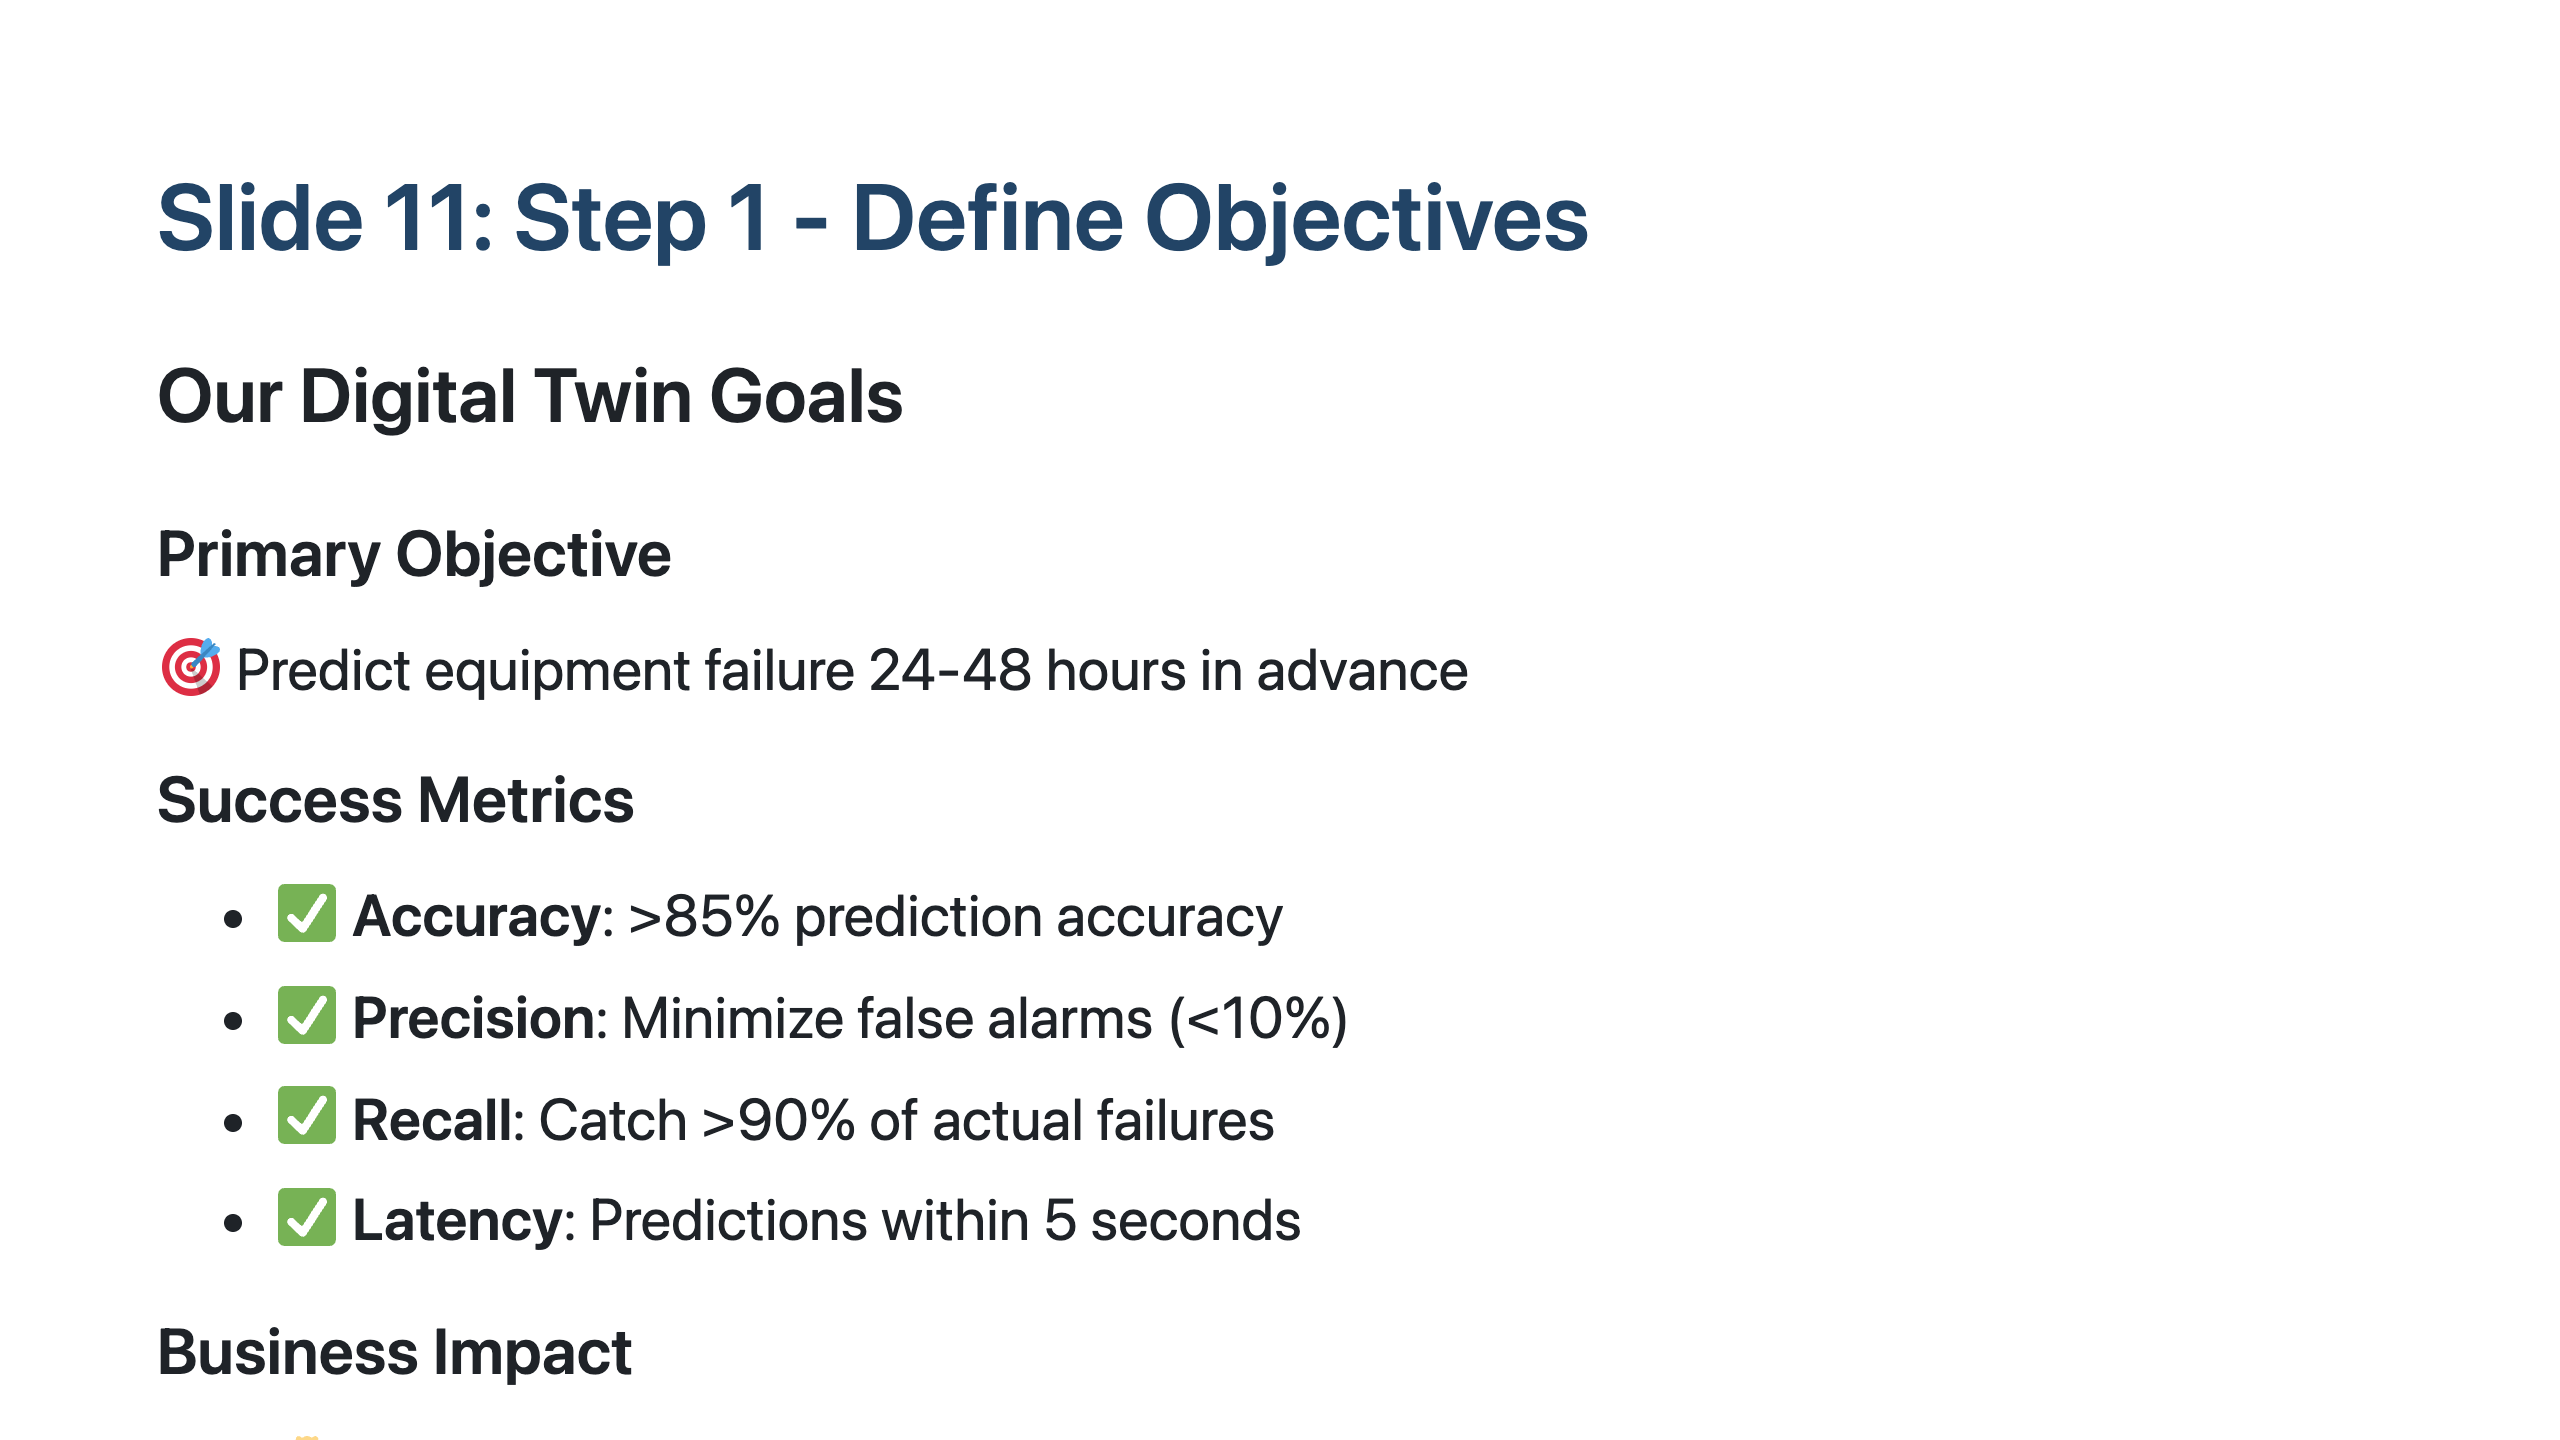 Slide 11: Step 1 - Define Objectives
Our Digital Twin Goals
Primary Objective
🎯 Predict equipment failure 24-48 hours in advance
Success Metrics
• ✅ Accuracy: >85% prediction accuracy
• ✅ Precision: Minimize false alarms (<10%)
• ✅ Recall: Catch >90% of actual failures
• ✅ Latency: Predictions within 5 seconds
Business Impact